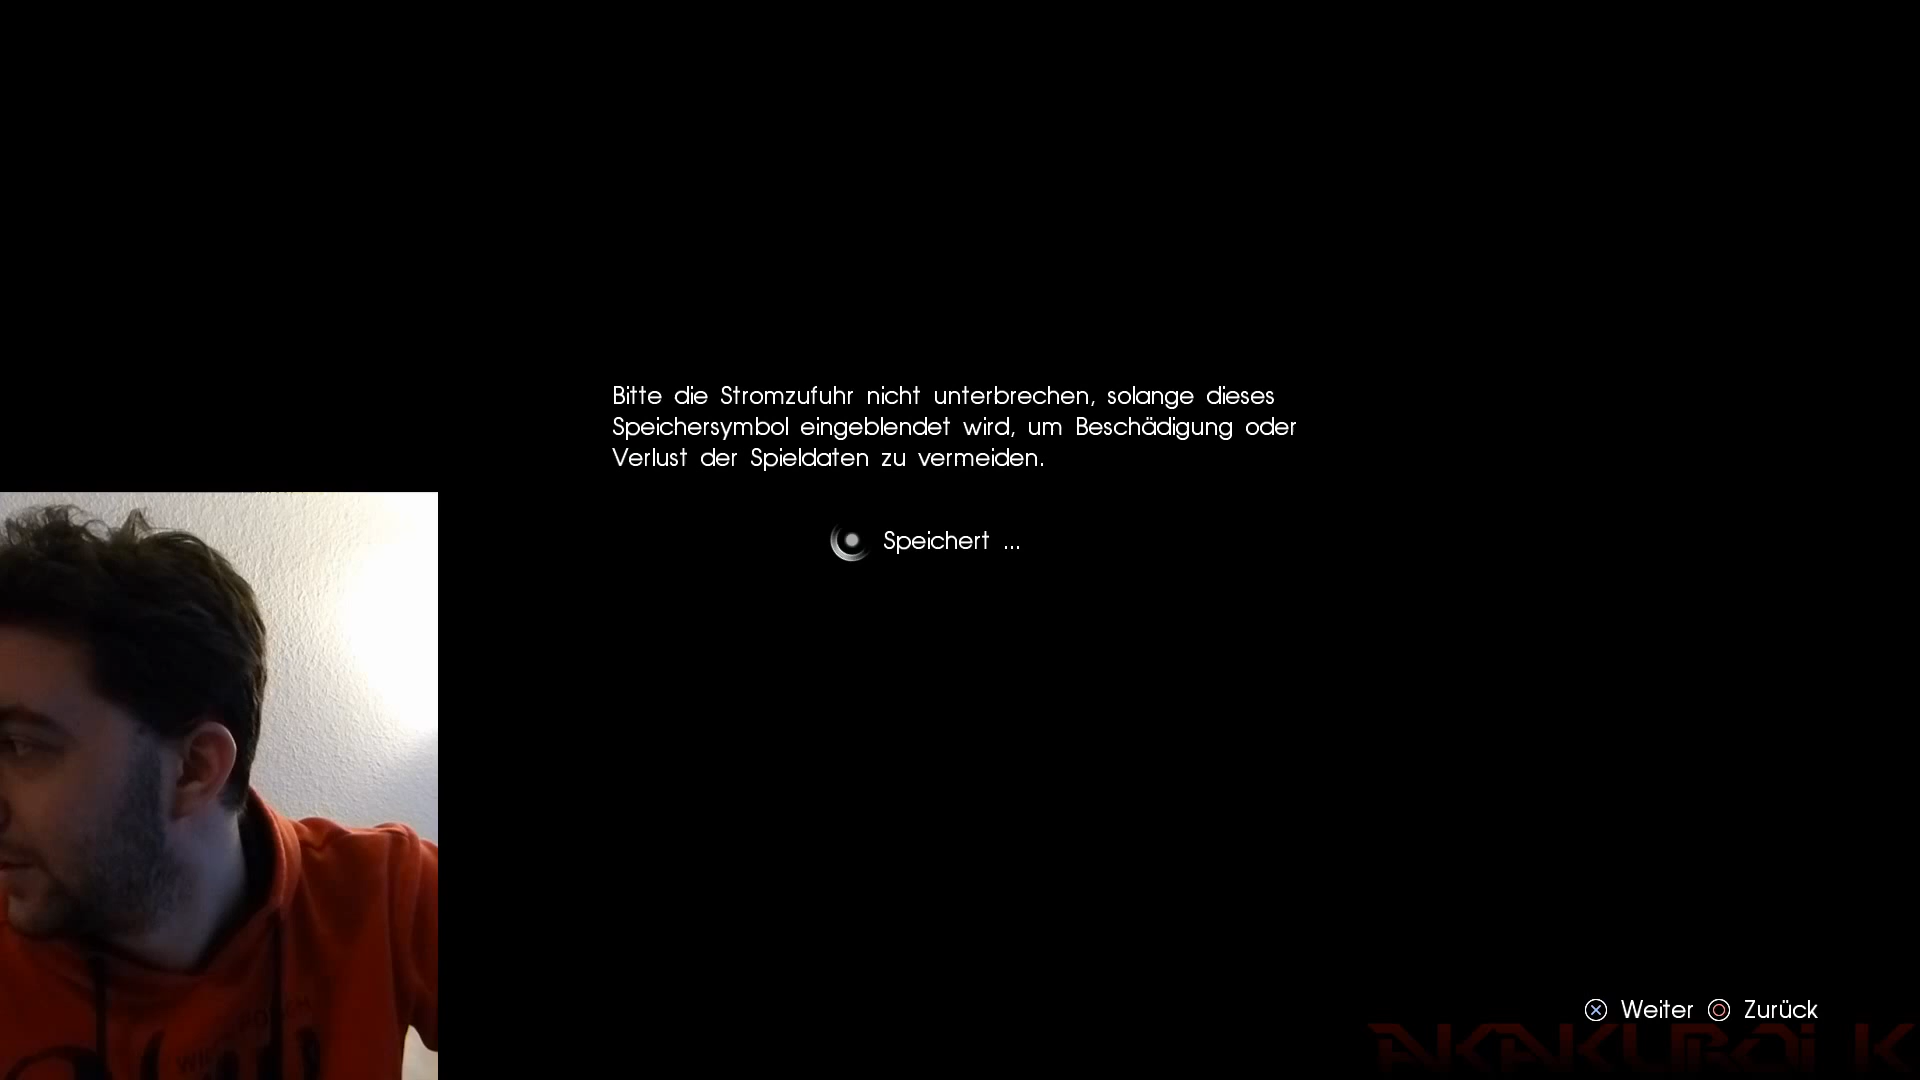 Bitte die Stromzufuhr nicht unterbrechen, solange dieses
Speichersymbol eingeblendet wird, um Beschädigung oder
Verlust der Spieldaten zu vermeiden.
Speichert ...
Weiter Zurück